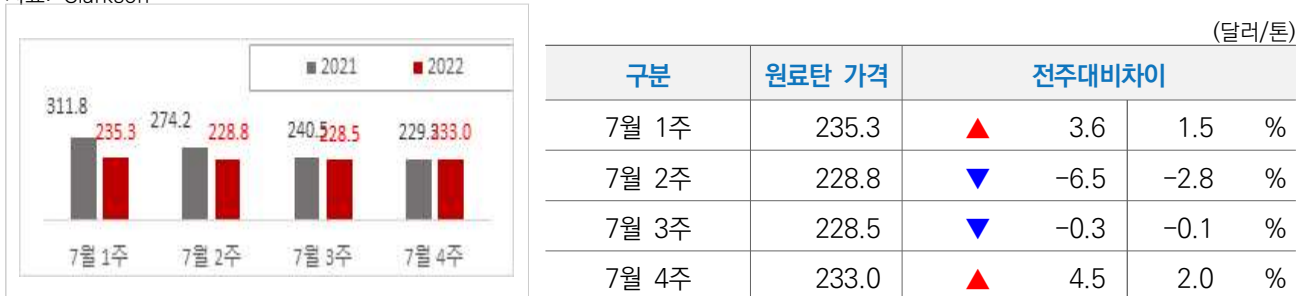 ■ 2021 ■ 2022
311.8 235.3 274.2 228.8 240.5 228.5 229.3 233.0
7월 1주 7월 2주 7월 3주 7월 4주
(달러/톤)
구분 원료탄 가격 전주대비차이
7월 1주 235.3 ▲ 3.6 1.5 %
7월 2주 228.8 ▼ -6.5 -2.8 %
7월 3주 228.5 ▼ -0.3 -0.1 %
7월 4주 233.0 ▲ 4.5 2.0 %